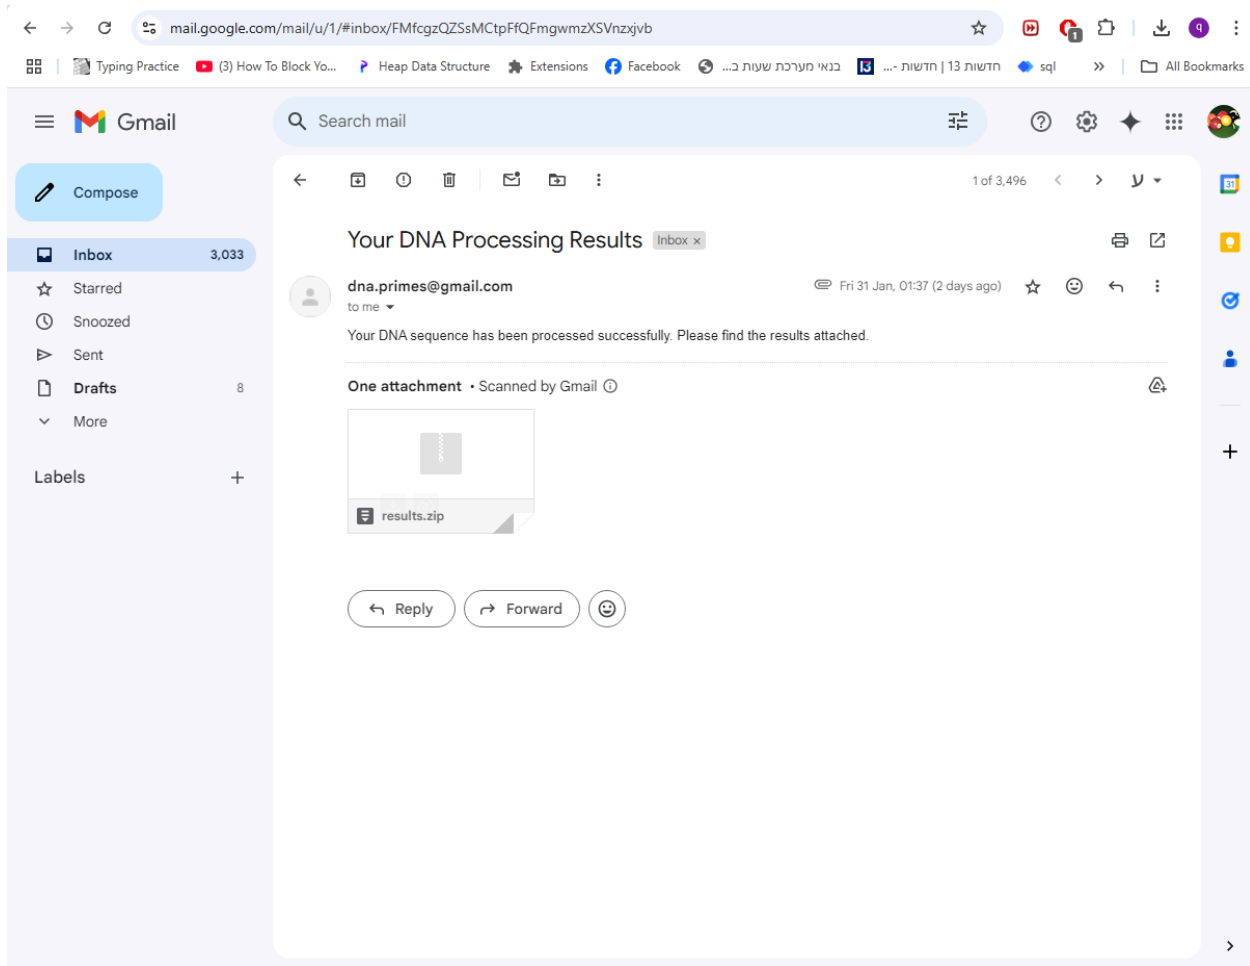 mail.google.com/mail/u/1/#inbox/FMfcgzQZSsMCtpFfQFmgwmzXSVnzxjvb
1
q
Typing Practice
(3) How To Block Yo...
Heap Data Structure
Extensions
Facebook
בנאי מערכת שעות ב...
חדשות 13 | חדשות -...
sql
»
All Bookmarks
Gmail
Search mail
Compose
1 of 3,496
ע
31
Inbox 3,033
Starred
Snoozed
Sent
Drafts 8
More
Labels
Your DNA Processing Results Inbox ×
dna.primes@gmail.com Fri 31 Jan, 01:37 (2 days ago)
to me
Your DNA sequence has been processed successfully. Please find the results attached.
One attachment • Scanned by Gmail
results.zip
Reply
Forward